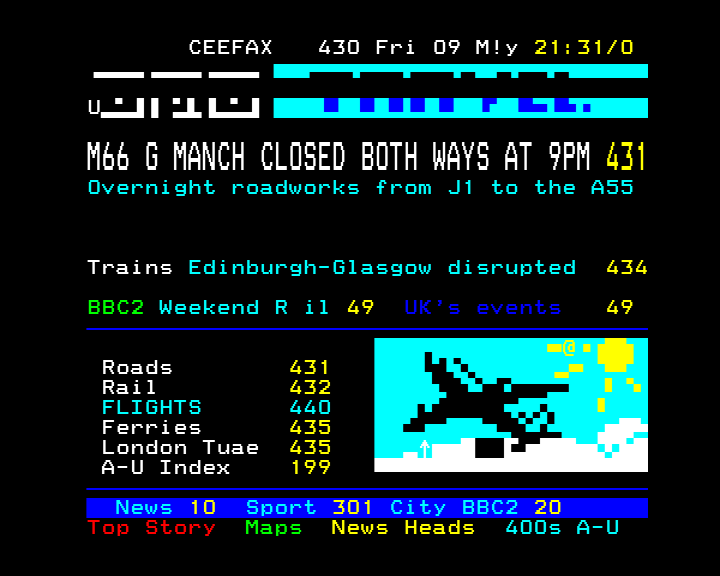 CEEFAX 430 Fri 09 M!y 21:31/0
U
M66 G MANCH CLOSED BOTH WAYS AT 9PM 431
Overnight roadworks from J1 to the A55
Trains Edinburgh-Glasgow disrupted 434
BBC2 Weekend R il 49 UK's events 49
@
Roads 431
Rail 432
FLIGHTS 440
Ferries 435
London Tuae 435
A-U Index 199
News 10 Sport 301 City BBC2 20
Top Story Maps News Heads 400s A-U